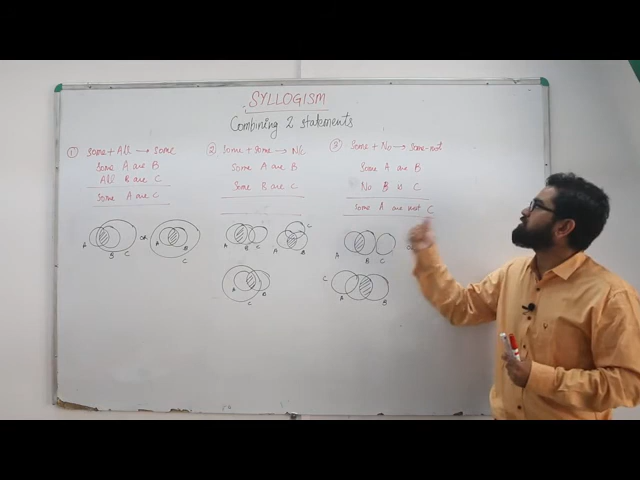 SYLLOGISM
Combining 2 statements
① Some + All → Some
Some A are B
All B are C
Some A are C
A B C OR A B C
② Some + Some → NC
Some A are B
Some B are C
A B C A B C
A B C
③ Some + No → Some-not
Some A are B
No B is C
Some A are not C
A B C
C A B